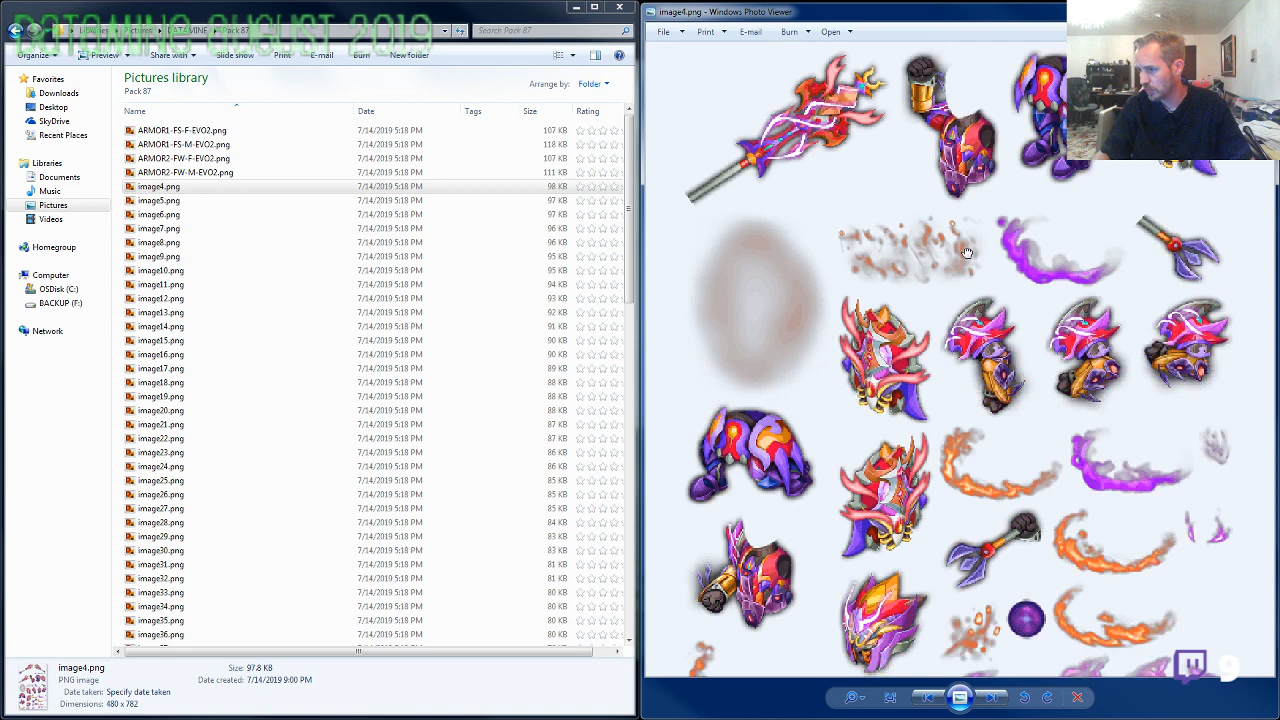 DATAMINE AUGUST 2019
Libraries Pictures DATAMINE Pack 87
Search Pack 87
Organize Preview Share with Slide show Print E-mail Burn New folder
Favorites
Downloads
Desktop
SkyDrive
Recent Places
Libraries
Documents
Music
Pictures
Videos
Homegroup
Computer
OSDisk (C:)
BACKUP (F:)
Network
Pictures library
Pack 87
Arrange by: Folder
Name Date Tags Size Rating
ARMOR1-FS-F-EVO2.png 7/14/2019 5:18 PM 107 KB
ARMOR1-FS-M-EVO2.png 7/14/2019 5:18 PM 118 KB
ARMOR2-FW-F-EVO2.png 7/14/2019 5:18 PM 107 KB
ARMOR2-FW-M-EVO2.png 7/14/2019 5:18 PM 111 KB
image4.png 7/14/2019 5:18 PM 98 KB
image5.png 7/14/2019 5:18 PM 97 KB
image6.png 7/14/2019 5:18 PM 97 KB
image7.png 7/14/2019 5:18 PM 96 KB
image8.png 7/14/2019 5:18 PM 96 KB
image9.png 7/14/2019 5:18 PM 95 KB
image10.png 7/14/2019 5:18 PM 95 KB
image11.png 7/14/2019 5:18 PM 94 KB
image12.png 7/14/2019 5:18 PM 93 KB
image13.png 7/14/2019 5:18 PM 92 KB
image14.png 7/14/2019 5:18 PM 91 KB
image15.png 7/14/2019 5:18 PM 90 KB
image16.png 7/14/2019 5:18 PM 90 KB
image17.png 7/14/2019 5:18 PM 89 KB
image18.png 7/14/2019 5:18 PM 88 KB
image19.png 7/14/2019 5:18 PM 88 KB
image20.png 7/14/2019 5:18 PM 88 KB
image21.png 7/14/2019 5:18 PM 87 KB
image22.png 7/14/2019 5:18 PM 87 KB
image23.png 7/14/2019 5:18 PM 86 KB
image24.png 7/14/2019 5:18 PM 86 KB
image25.png 7/14/2019 5:18 PM 85 KB
image26.png 7/14/2019 5:18 PM 85 KB
image27.png 7/14/2019 5:18 PM 85 KB
image28.png 7/14/2019 5:18 PM 84 KB
image29.png 7/14/2019 5:18 PM 83 KB
image30.png 7/14/2019 5:18 PM 83 KB
image31.png 7/14/2019 5:18 PM 81 KB
image32.png 7/14/2019 5:18 PM 81 KB
image33.png 7/14/2019 5:18 PM 80 KB
image34.png 7/14/2019 5:18 PM 80 KB
image35.png 7/14/2019 5:18 PM 80 KB
image36.png 7/14/2019 5:18 PM 80 KB
image4.png Size: 97.8 KB
PNG image Date created: 7/14/2019 9:00 PM
Date taken: Specify date taken
Dimensions: 480 x 782
image4.png - Windows Photo Viewer
File Print E-mail Burn Open
9